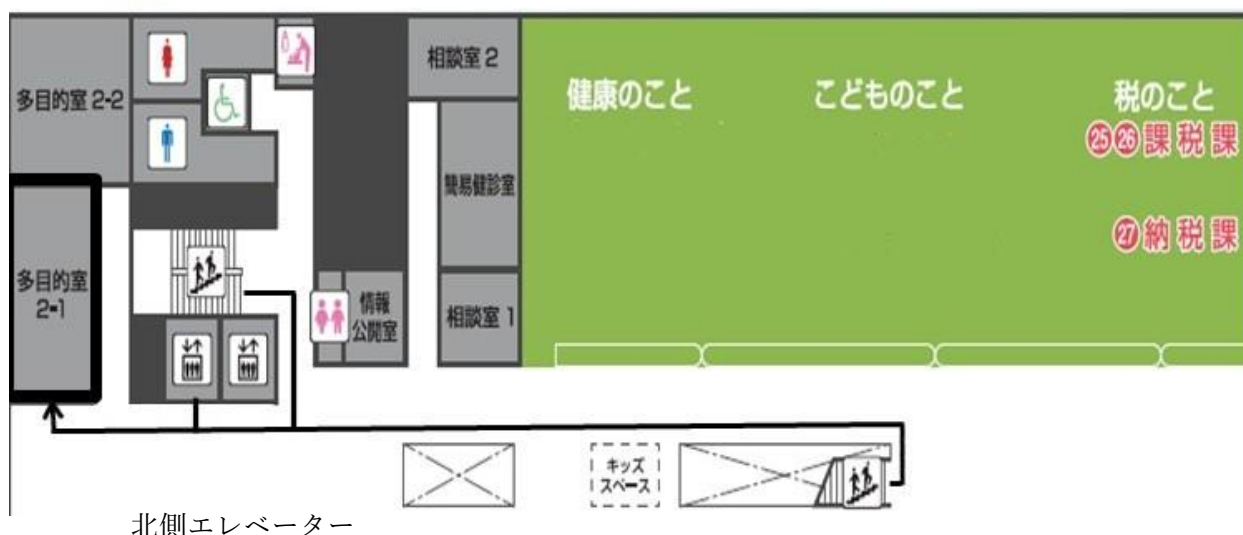 多目的室 2-2
相談室 2
健康のこと
こどものこと
税のこと
㉕㉖課税課
簡易健診室
㉗納税課
多目的室
2-1
情報
公開室
相談室 1
キッズ
スペース
北側エレベーター